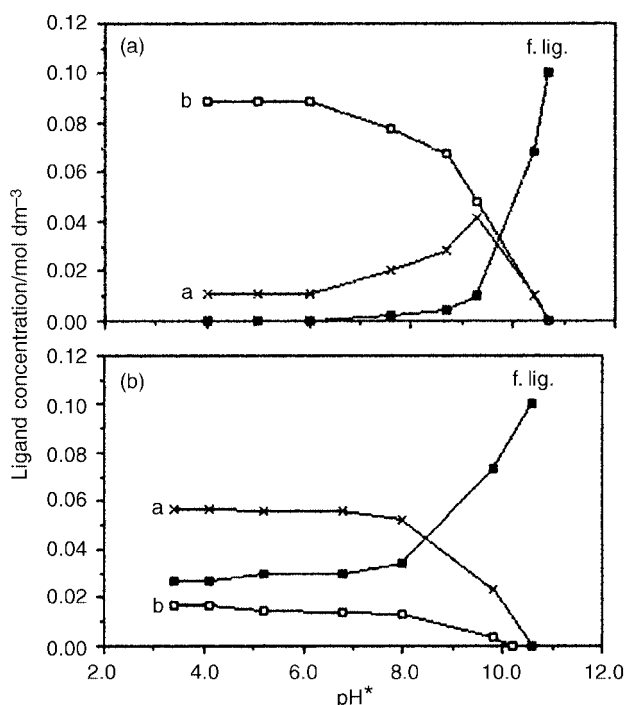 0.12
(a)
f. lig.
0.10
b
0.08
0.06
0.04
0.02
a
0.00
Ligand concentration/mol dm⁻³
0.12
(b)
f. lig.
0.10
0.08
0.06
a
0.04
0.02
b
0.00
2.0 4.0 6.0 8.0 10.0 12.0
pH*